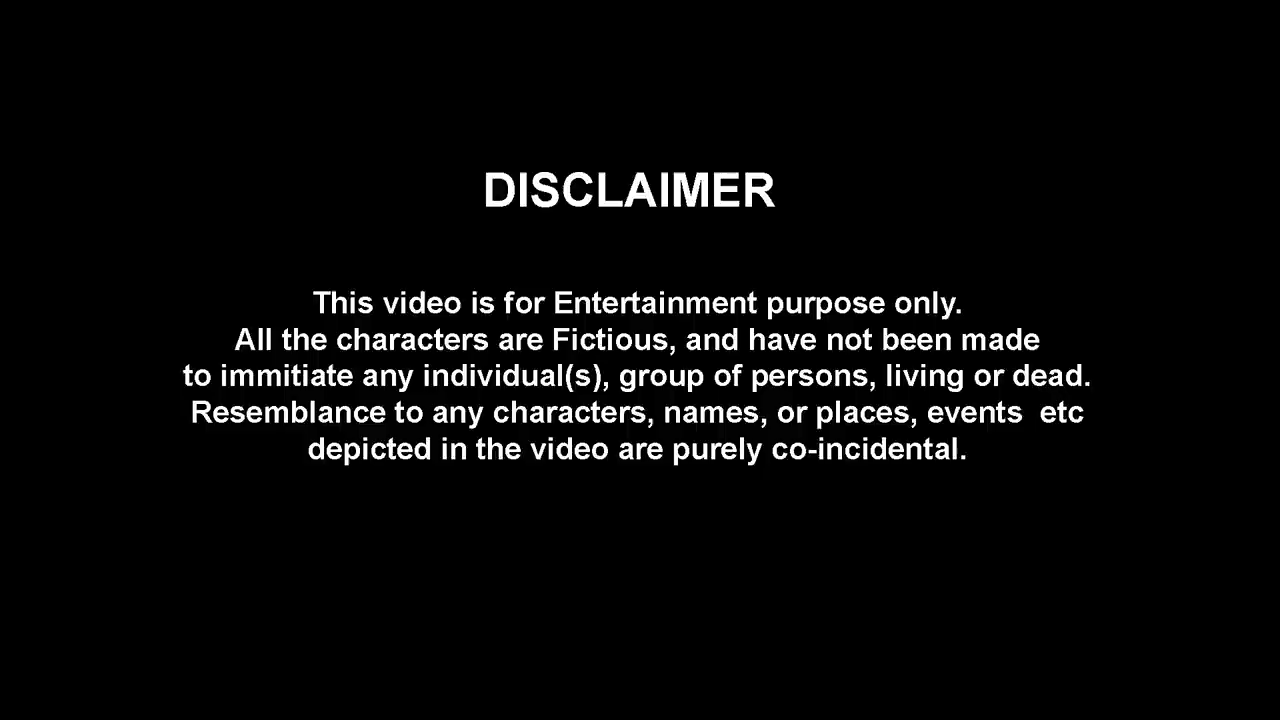 DISCLAIMER
This video is for Entertainment purpose only.
All the characters are Fictious, and have not been made
to immitiate any individual(s), group of persons, living or dead.
Resemblance to any characters, names, or places, events  etc
depicted in the video are purely co-incidental.